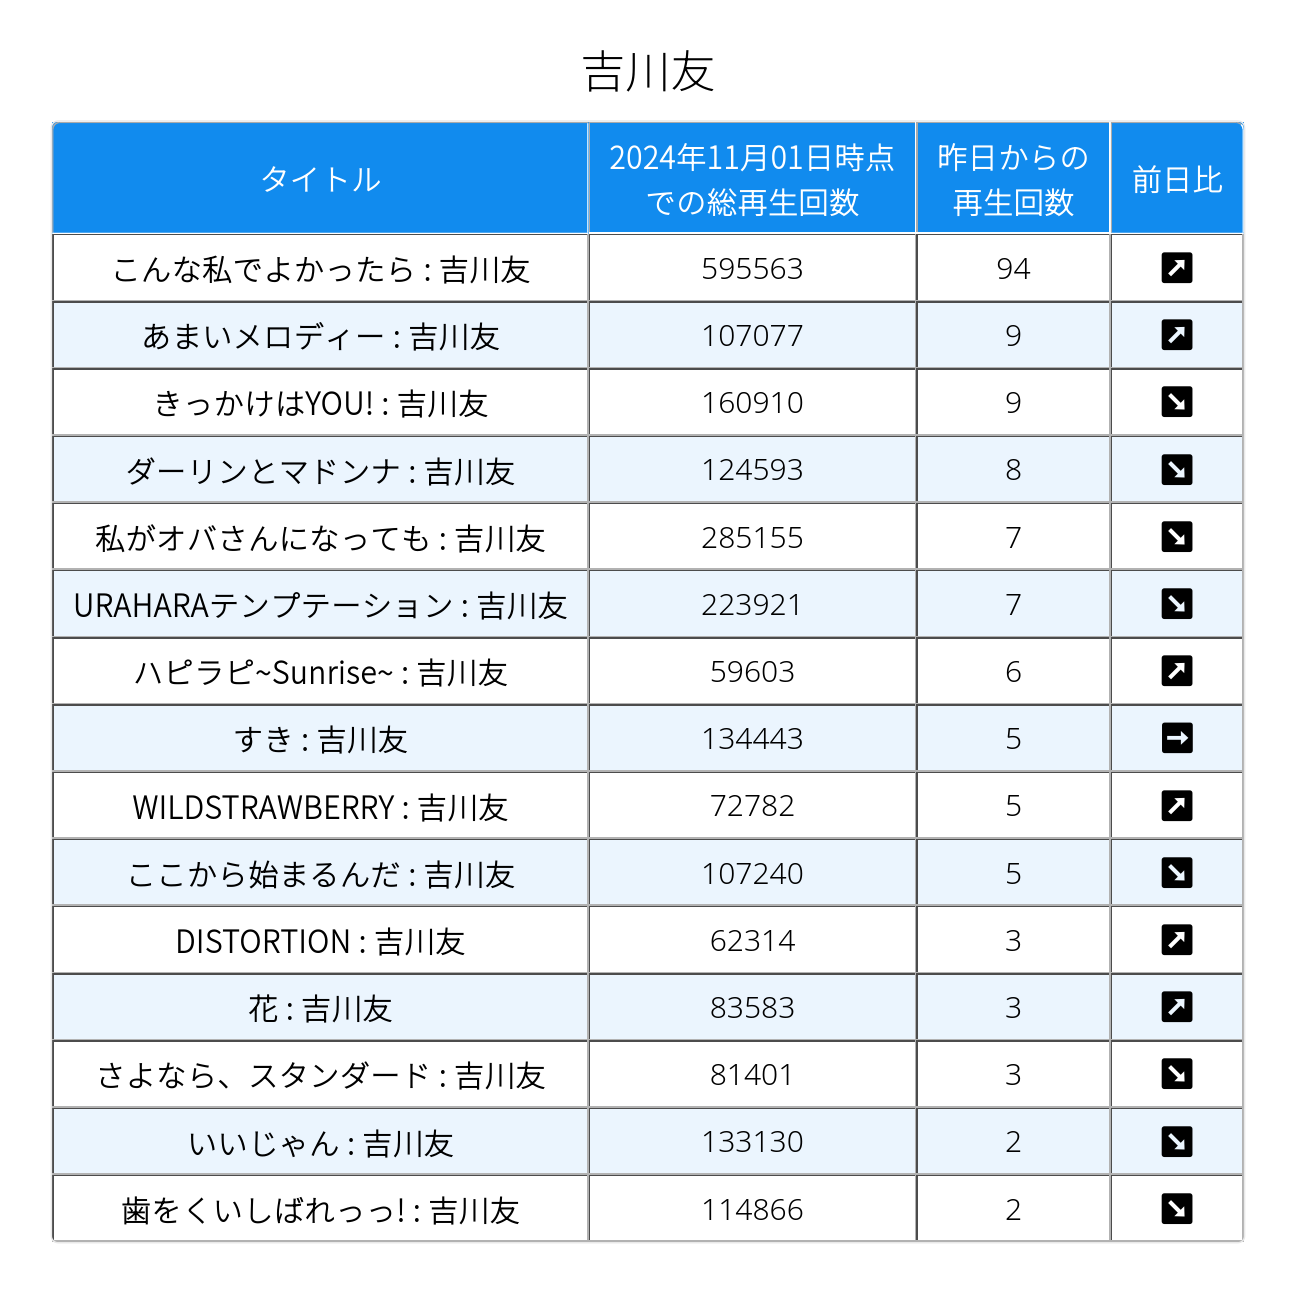 吉川友
タイトル 2024年11月01日時点での総再生回数 昨日からの再生回数 前日比
こんな私でよかったら : 吉川友 595563 94 ↗
あまいメロディー : 吉川友 107077 9 ↗
きっかけはYOU! : 吉川友 160910 9 ↘
ダーリンとマドンナ : 吉川友 124593 8 ↘
私がオバさんになっても : 吉川友 285155 7 ↘
URAHARAテンプテーション : 吉川友 223921 7 ↘
ハピラピ~Sunrise~ : 吉川友 59603 6 ↗
すき : 吉川友 134443 5 →
WILDSTRAWBERRY : 吉川友 72782 5 ↗
ここから始まるんだ : 吉川友 107240 5 ↘
DISTORTION : 吉川友 62314 3 ↗
花 : 吉川友 83583 3 ↗
さよなら、スタンダード : 吉川友 81401 3 ↘
いいじゃん : 吉川友 133130 2 ↘
歯をくいしばれっっ! : 吉川友 114866 2 ↘